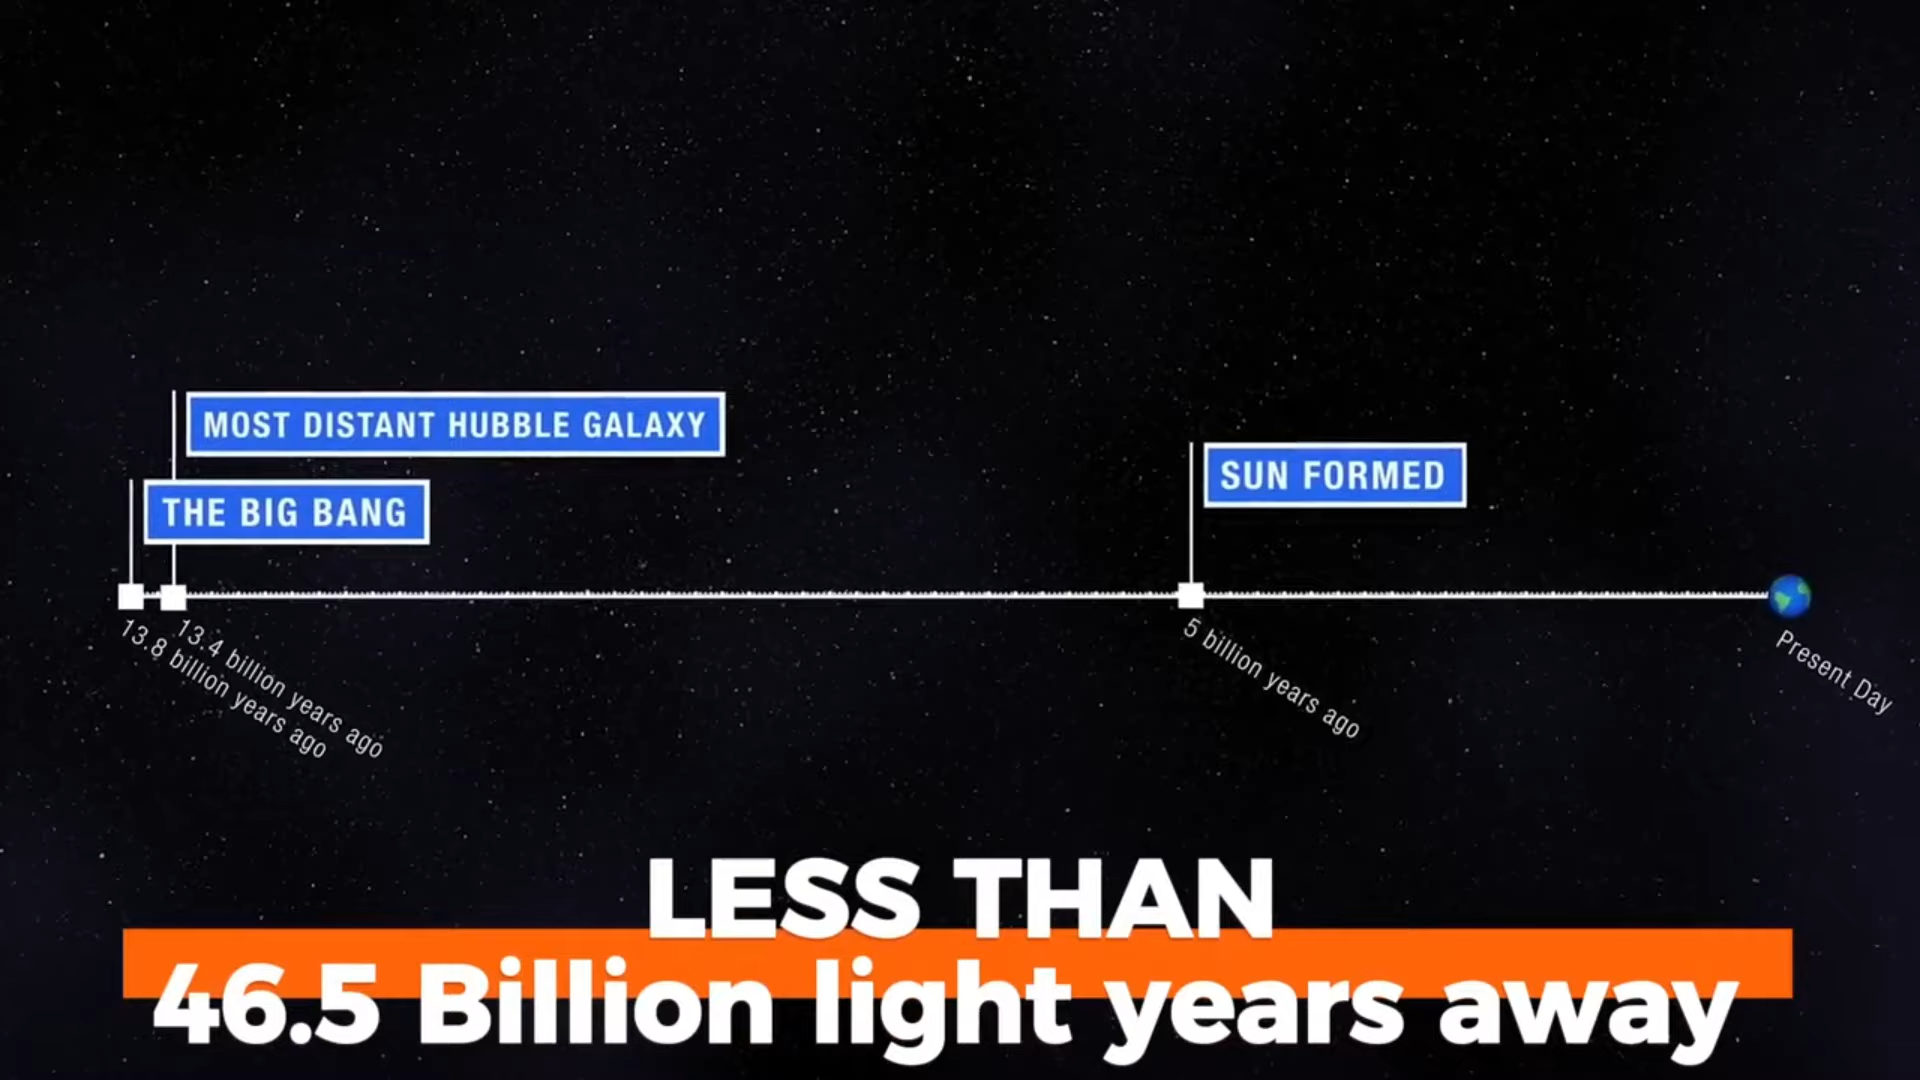 MOST DISTANT HUBBLE GALAXY
THE BIG BANG
SUN FORMED
13.8 billion years ago
13.4 billion years ago
5 billion years ago
Present Day
LESS THAN
46.5 Billion light years away